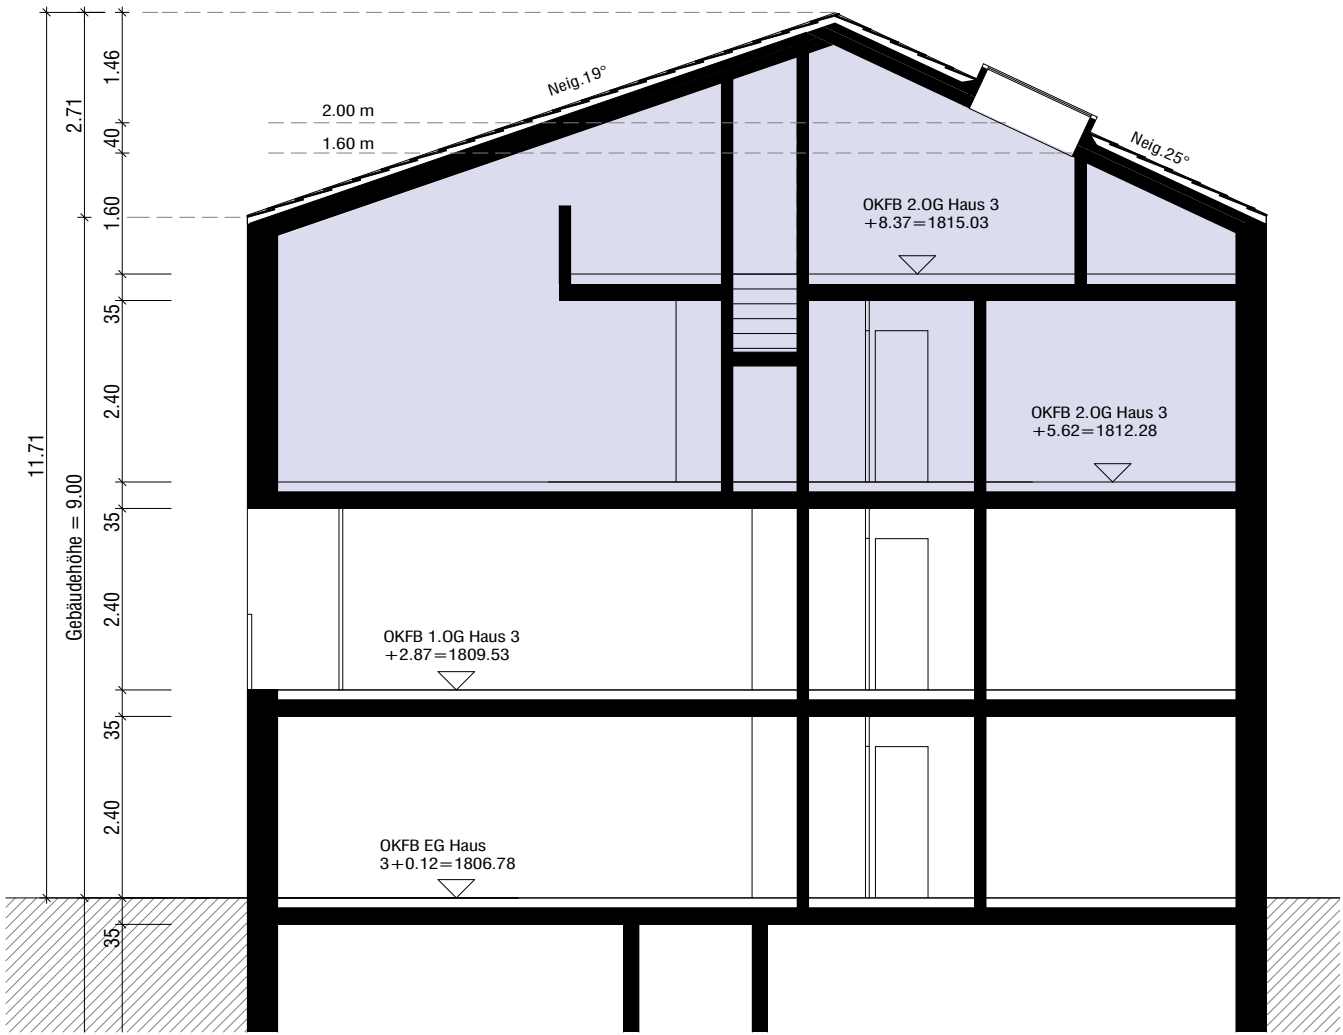 1.46
2.71
40
1.60
35
2.40
11.71
Gebäudehöhe = 9.00
35
2.40
35
2.40
35
Neig.19°
2.00 m
1.60 m
Neig.25°
OKFB 2.OG Haus 3
+8.37=1815.03
OKFB 2.OG Haus 3
+5.62=1812.28
OKFB 1.OG Haus 3
+2.87=1809.53
OKFB EG Haus
3+0.12=1806.78